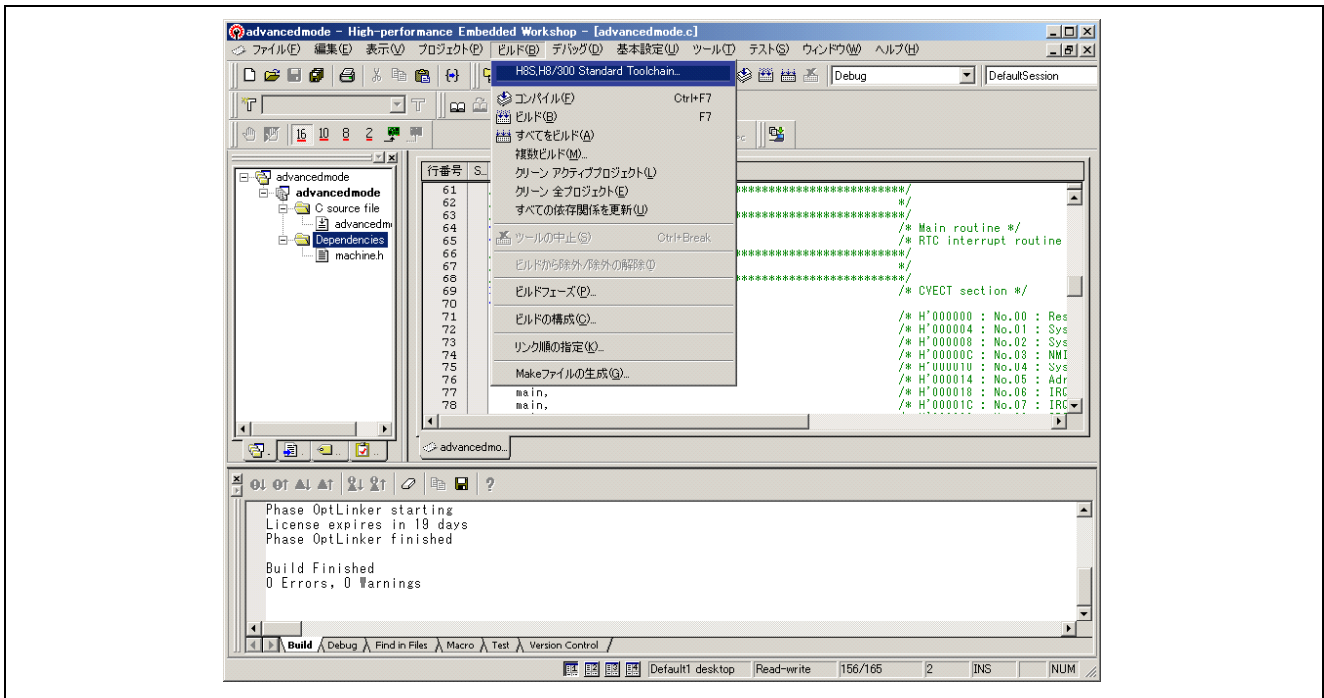 advancedmode - High-performance Embedded Workshop - [advancedmode.c]
ファイル(F) 編集(E) 表示(V) プロジェクト(P) ビルド(B) デバッグ(D) 基本設定(U) ツール(T) テスト(S) ウィンドウ(W) ヘルプ(H)
H8S,H8/300 Standard Toolchain...
Debug
DefaultSession
コンパイル(F) Ctrl+F7
ビルド(B) F7
すべてをビルド(A)
複数ビルド(M)...
クリーン アクティブプロジェクト(L)
クリーン 全プロジェクト(E)
すべての依存関係を更新(U)
ツールの中止(S) Ctrl+Break
ビルドから除外/除外の解除(I)
ビルドフェーズ(P)...
ビルドの構成(C)...
リンク順の指定(K)...
Makeファイルの生成(G)...
16 10 8 2
advancedmode
advancedmode
C source file
advancedm
Dependencies
machine.h
行番号 S...
61 **************************/
62 */
63 **************************/
64 /* Main routine */
65 /* RTC interrupt routine
66 **************************/
67 */
68 **************************/
69 /* CVECT section */
70
71 /* H'000000 : No.00 : Res
72 /* H'000004 : No.01 : Sys
73 /* H'000008 : No.02 : Sys
74 /* H'00000C : No.03 : NMI
75 /* H'000010 : No.04 : Sys
76 /* H'000014 : No.05 : Adr
77 main, /* H'000018 : No.06 : IRQ
78 main, /* H'00001C : No.07 : IRQ
advancedmo...
Phase OptLinker starting
License expires in 19 days
Phase OptLinker finished
Build Finished
0 Errors, 0 Warnings
Build Debug Find in Files Macro Test Version Control
Default1 desktop Read-write 156/165 2 INS NUM